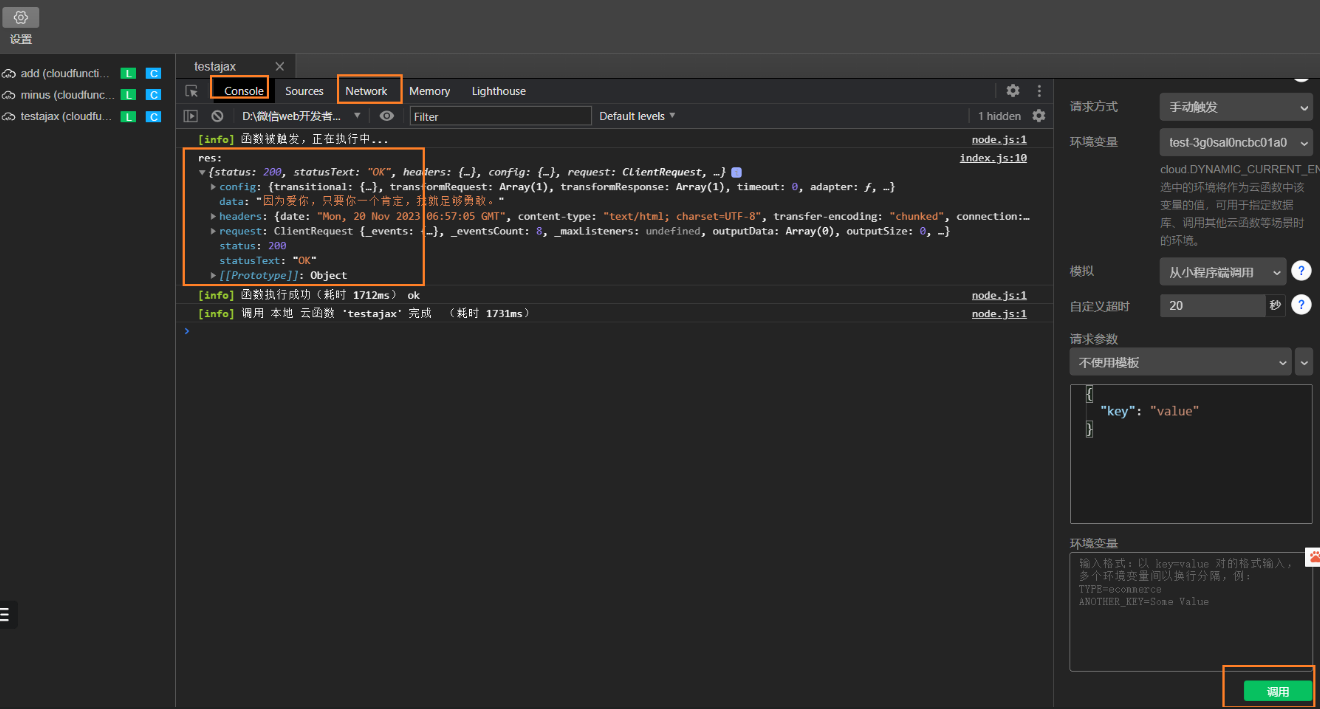 设置
add (cloudfuncti... L C
minus (cloudfunc... L C
testajax (cloudfu... L C
testajax
Console Sources Network Memory Lighthouse
D:\微信web开发者... Filter Default levels 1 hidden
[info] 函数被触发，正在执行中... node.js:1
res: index.js:10
{status: 200, statusText: "OK", headers: {…}, config: {…}, request: ClientRequest, …}
config: {transitional: {…}, transformRequest: Array(1), transformResponse: Array(1), timeout: 0, adapter: ƒ, …}
data: "因为爱你，只要你一个肯定，我就足够勇敢。"
headers: {date: "Mon, 20 Nov 2023 06:57:05 GMT", content-type: "text/html; charset=UTF-8", transfer-encoding: "chunked", connection:…
request: ClientRequest {_events: {…}, _eventsCount: 8, _maxListeners: undefined, outputData: Array(0), outputSize: 0, …}
status: 200
statusText: "OK"
[[Prototype]]: Object
[info] 函数执行成功（耗时 1712ms） ok node.js:1
[info] 调用 本地 云函数 'testajax' 完成 （耗时 1731ms） node.js:1
请求方式 手动触发
环境变量 test-3g0sal0ncbc01a0
cloud.DYNAMIC_CURRENT_EN
选中的环境将作为云函数中该
变量的值，可用于指定数据
库、调用其他云函数等场景时
的环境。
模拟 从小程序端调用 ?
自定义超时 20 秒 ?
请求参数
不使用模板
{
"key": "value"
}
环境变量
输入格式：以 key=value 对的格式输入，
多个环境变量间以换行分隔，例：
TYPE=ecommerce
ANOTHER_KEY=Some Value
调用